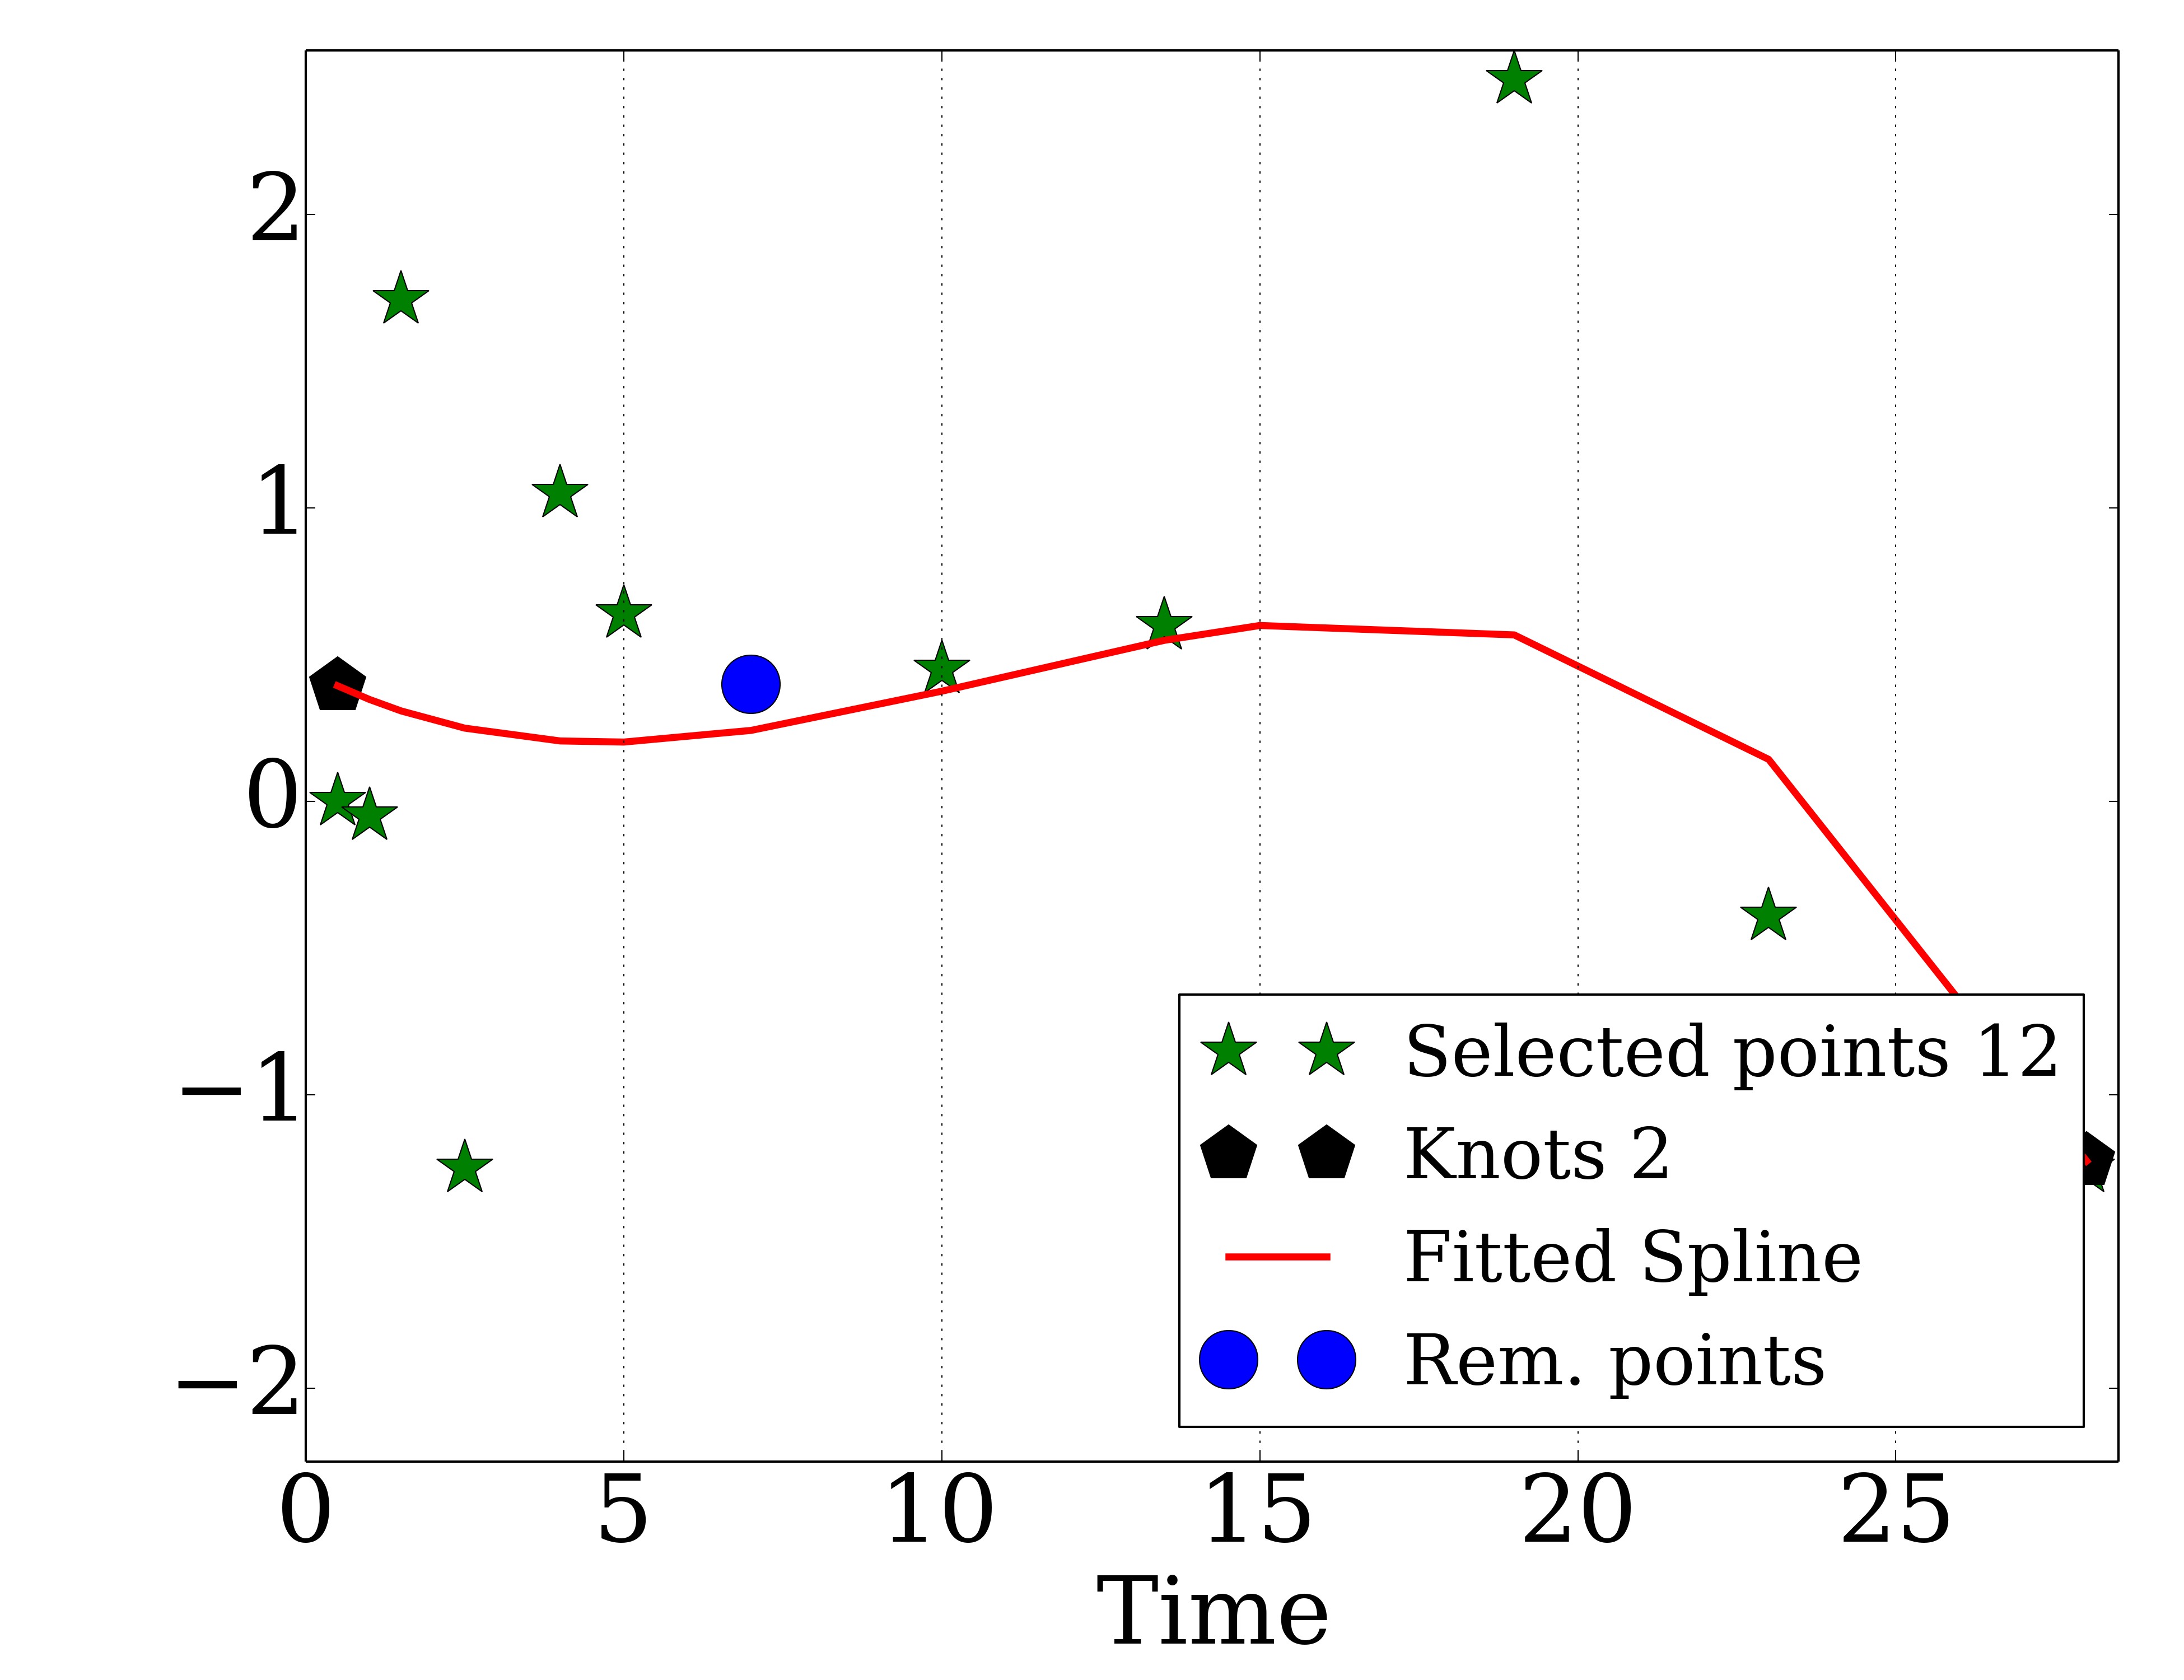 2
1
0
−1
−2
Selected points 12
Knots 2
Fitted Spline
Rem. points
0 5 10 15 20 25
Time